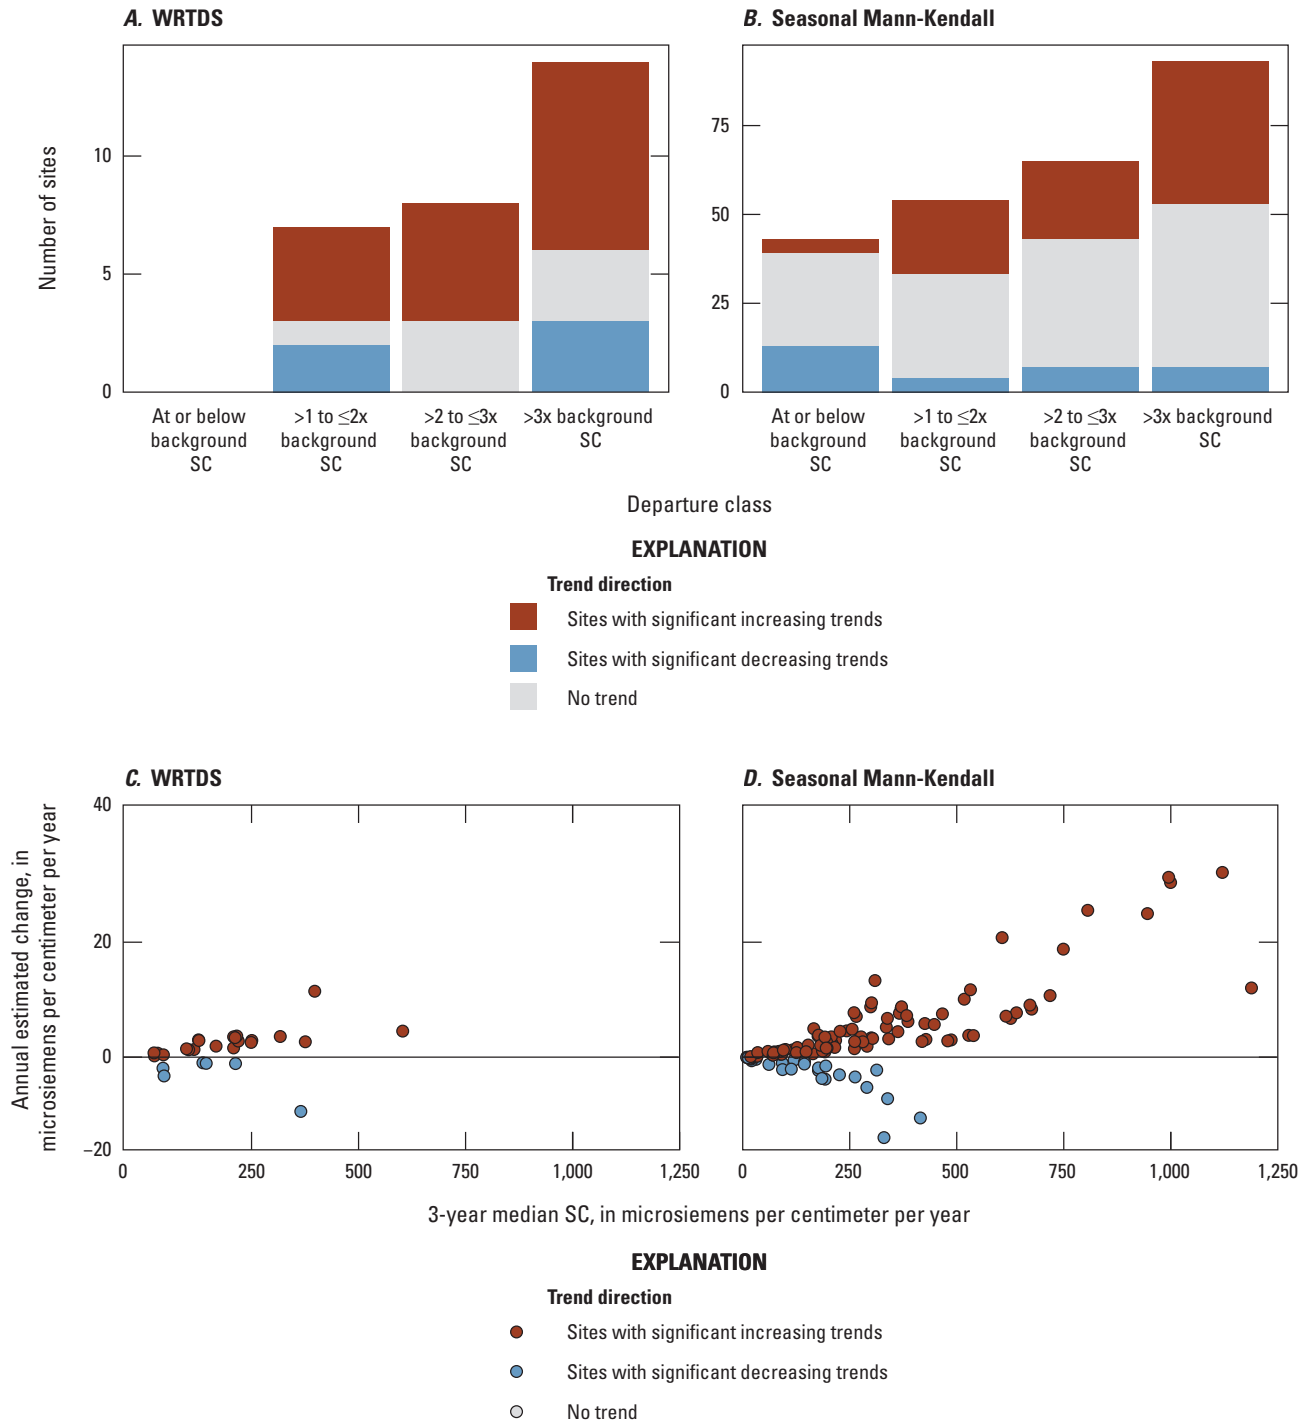 A. WRTDS
B. Seasonal Mann-Kendall
Number of sites
10
5
0
75
50
25
0
At or below background SC
>1 to ≤2x background SC
>2 to ≤3x background SC
>3x background SC
At or below background SC
>1 to ≤2x background SC
>2 to ≤3x background SC
>3x background SC
Departure class
EXPLANATION
Trend direction
Sites with significant increasing trends
Sites with significant decreasing trends
No trend
C. WRTDS
D. Seasonal Mann-Kendall
Annual estimated change, in
microsiemens per centimeter per year
40
20
0
–20
0 250 500 750 1,000 1,250
0 250 500 750 1,000 1,250
3-year median SC, in microsiemens per centimeter per year
EXPLANATION
Trend direction
Sites with significant increasing trends
Sites with significant decreasing trends
No trend